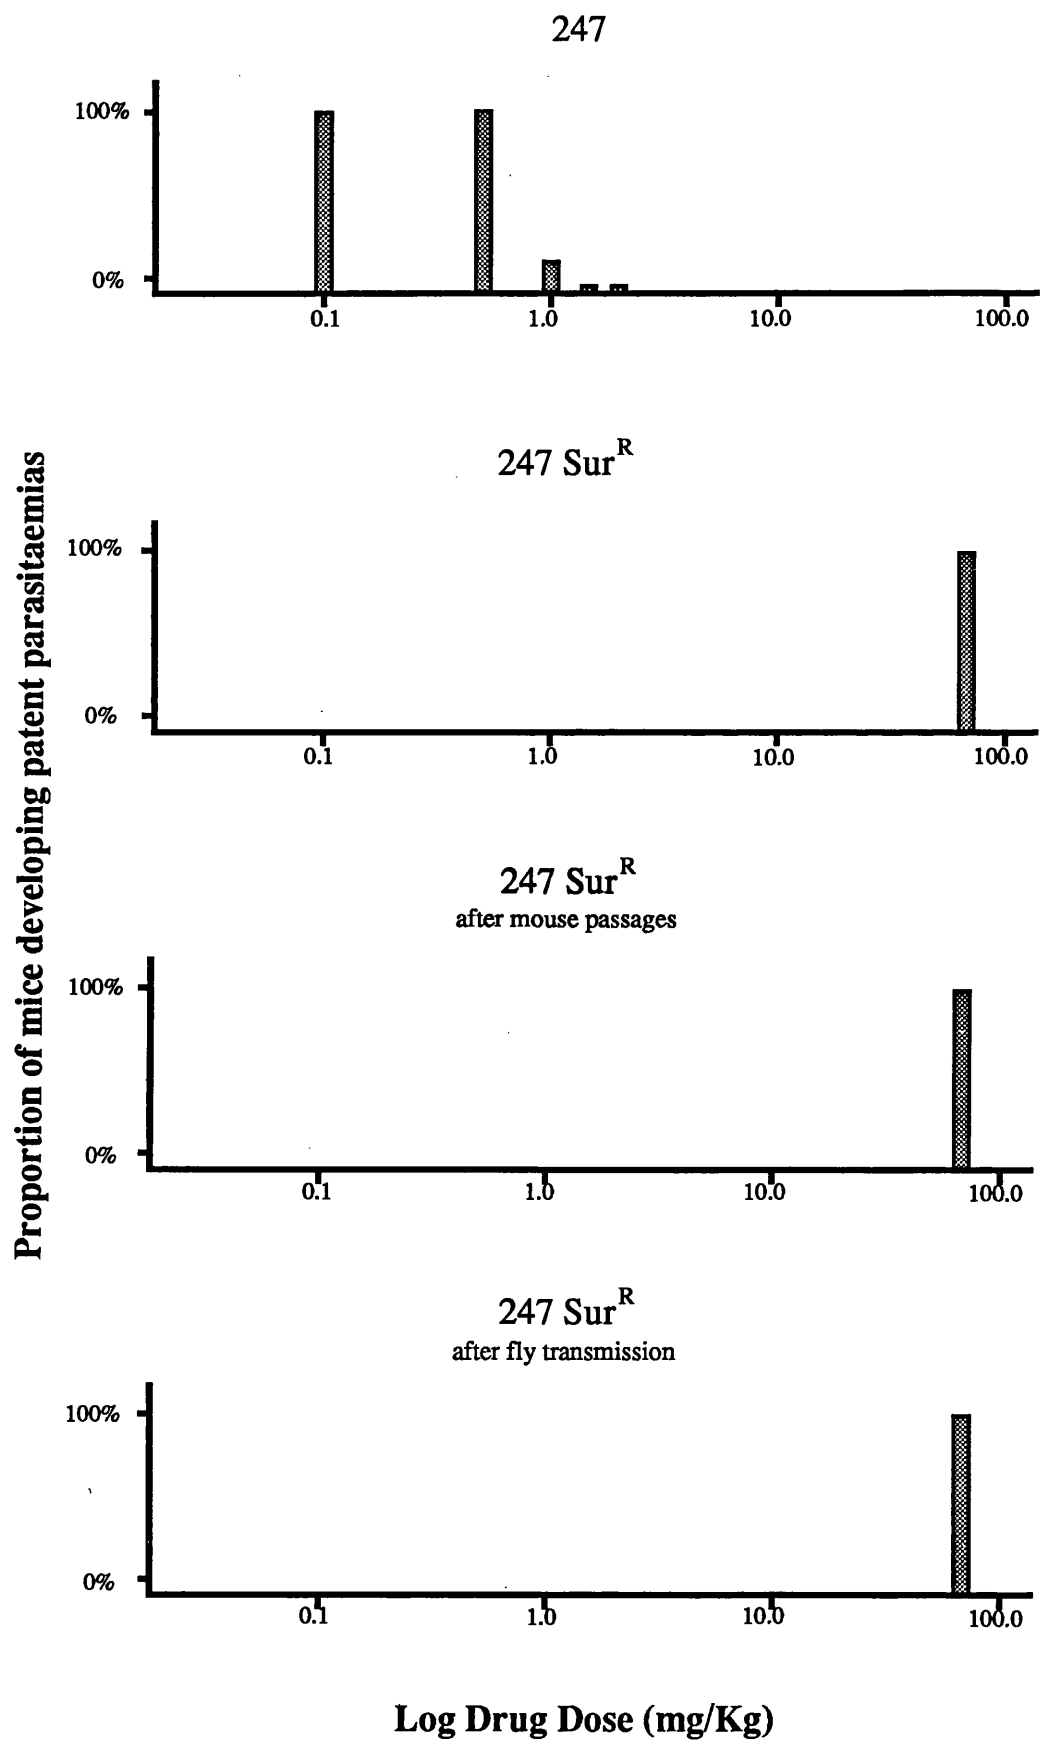 247
100%
0%
0.1 1.0 10.0 100.0
247 Sur^R
100%
0%
0.1 1.0 10.0 100.0
Proportion of mice developing patent parasitaemias
247 Sur^R
after mouse passages
100%
0%
0.1 1.0 10.0 100.0
247 Sur^R
after fly transmission
100%
0%
0.1 1.0 10.0 100.0
Log Drug Dose (mg/Kg)